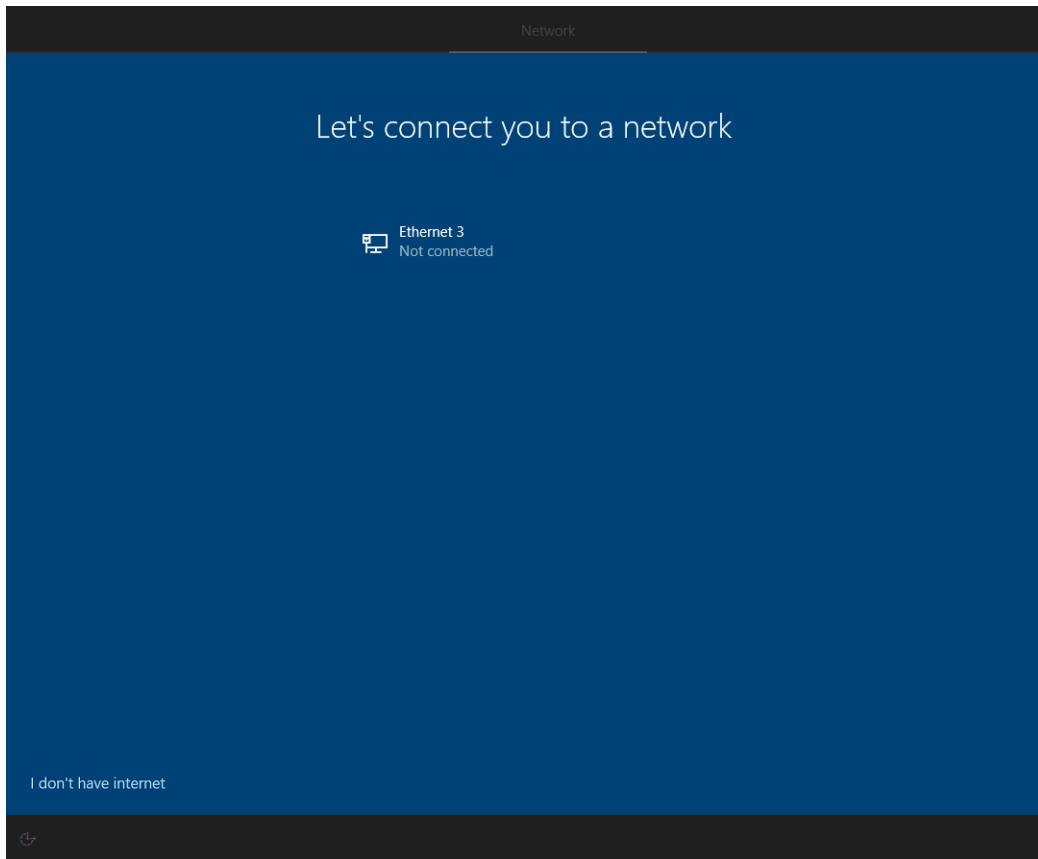 Network
Let's connect you to a network
Ethernet 3
Not connected
I don't have internet